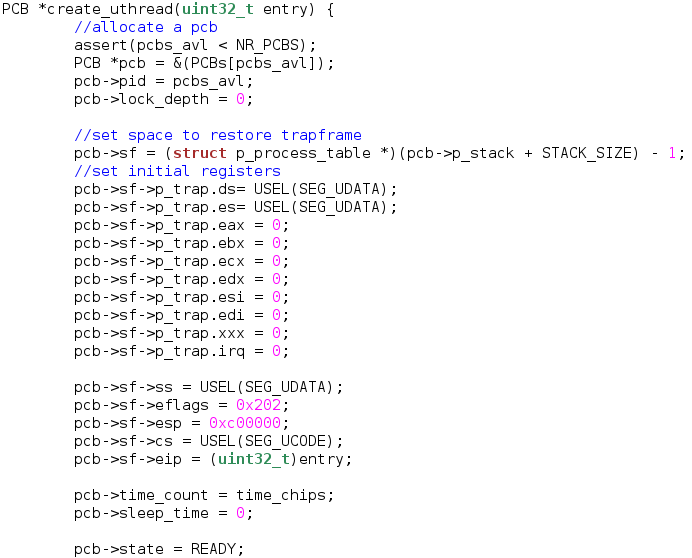 PCB *create_uthread(uint32_t entry) {
//allocate a pcb
assert(pcbs_avl < NR_PCBS);
PCB *pcb = &(PCBs[pcbs_avl]);
pcb->pid = pcbs_avl;
pcb->lock_depth = 0;
//set space to restore trapframe
pcb->sf = (struct p_process_table *)(pcb->p_stack + STACK_SIZE) - 1;
//set initial registers
pcb->sf->p_trap.ds= USEL(SEG_UDATA);
pcb->sf->p_trap.es= USEL(SEG_UDATA);
pcb->sf->p_trap.eax = 0;
pcb->sf->p_trap.ebx = 0;
pcb->sf->p_trap.ecx = 0;
pcb->sf->p_trap.edx = 0;
pcb->sf->p_trap.esi = 0;
pcb->sf->p_trap.edi = 0;
pcb->sf->p_trap.xxx = 0;
pcb->sf->p_trap.irq = 0;
pcb->sf->ss = USEL(SEG_UDATA);
pcb->sf->eflags = 0x202;
pcb->sf->esp = 0xc00000;
pcb->sf->cs = USEL(SEG_UCODE);
pcb->sf->eip = (uint32_t)entry;
pcb->time_count = time_chips;
pcb->sleep_time = 0;
pcb->state = READY;